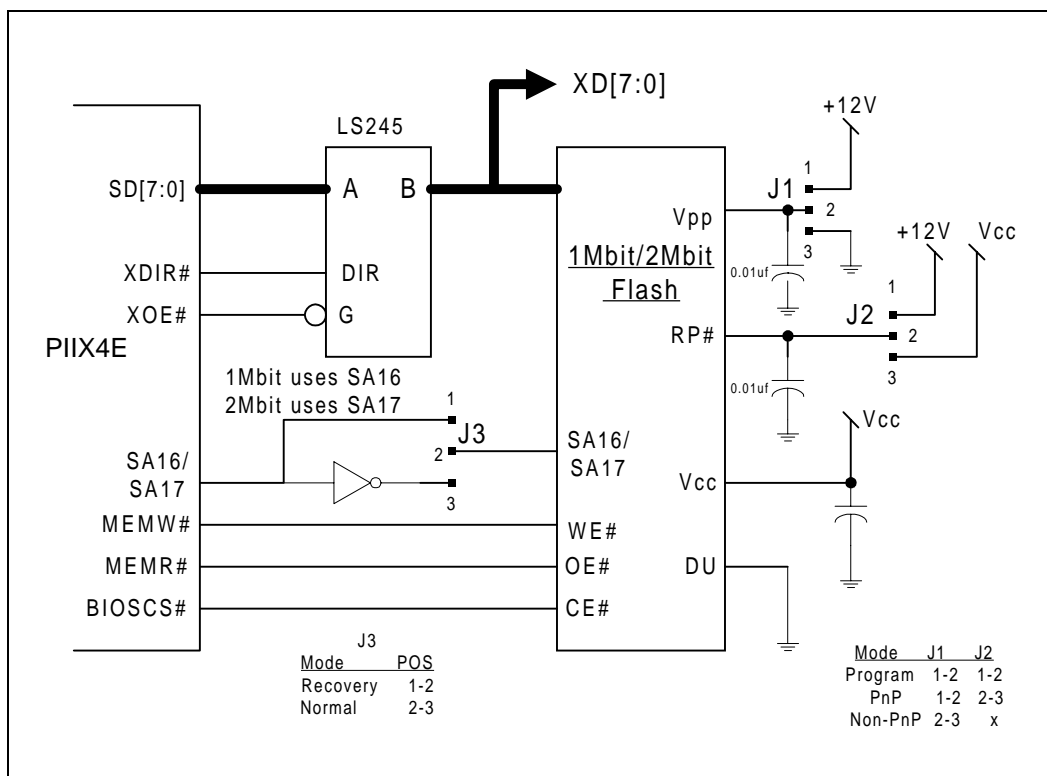 XD[7:0]
+12V
LS245
1
SD[7:0]
A
B
J1
2
Vpp
3
+12V
Vcc
1Mbit/2Mbit
Flash
0.01uf
XDIR#
DIR
1
XOE#
G
J2
RP#
2
PIIX4E
3
1Mbit uses SA16
2Mbit uses SA17
0.01uf
1
J3
Vcc
SA16/
SA17
2
SA16/
SA17
Vcc
3
MEMW#
WE#
MEMR#
OE#
DU
BIOSCS#
CE#
J3
Mode POS
Recovery 1-2
Normal 2-3
Mode J1 J2
Program 1-2 1-2
PnP 1-2 2-3
Non-PnP 2-3 x